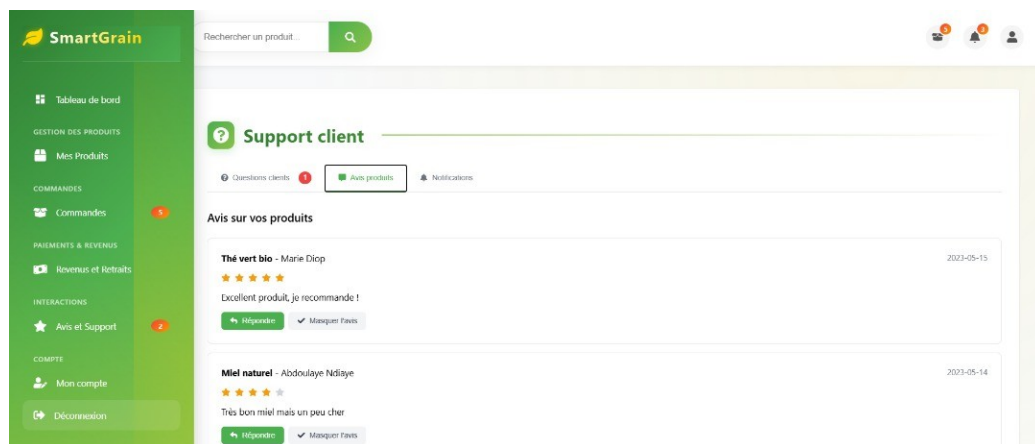 SmartGrain
Rechercher un produit...
3
2
Tableau de bord
GESTION DES PRODUITS
Mes Produits
COMMANDES
Commandes
5
PAIEMENTS & REVENUS
Revenus et Retraits
INTERACTIONS
Avis et Support
2
COMPTE
Mon compte
Déconnexion
Support client
Questions clients 1 Avis produits Notifications
Avis sur vos produits
Thé vert bio - Marie Diop 2023-05-15
Excellent produit, je recommande !
Répondre Masquer l'avis
Miel naturel - Abdoulaye Ndiaye 2023-05-14
Très bon miel mais un peu cher
Répondre Masquer l'avis